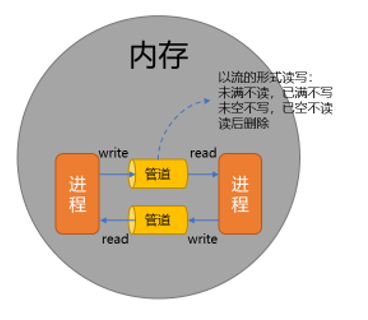 内存
以流的形式读写：
未满不读，已满不写
未空不写，已空不读
读后删除
write
read
进程
管道
进程
管道
read
write